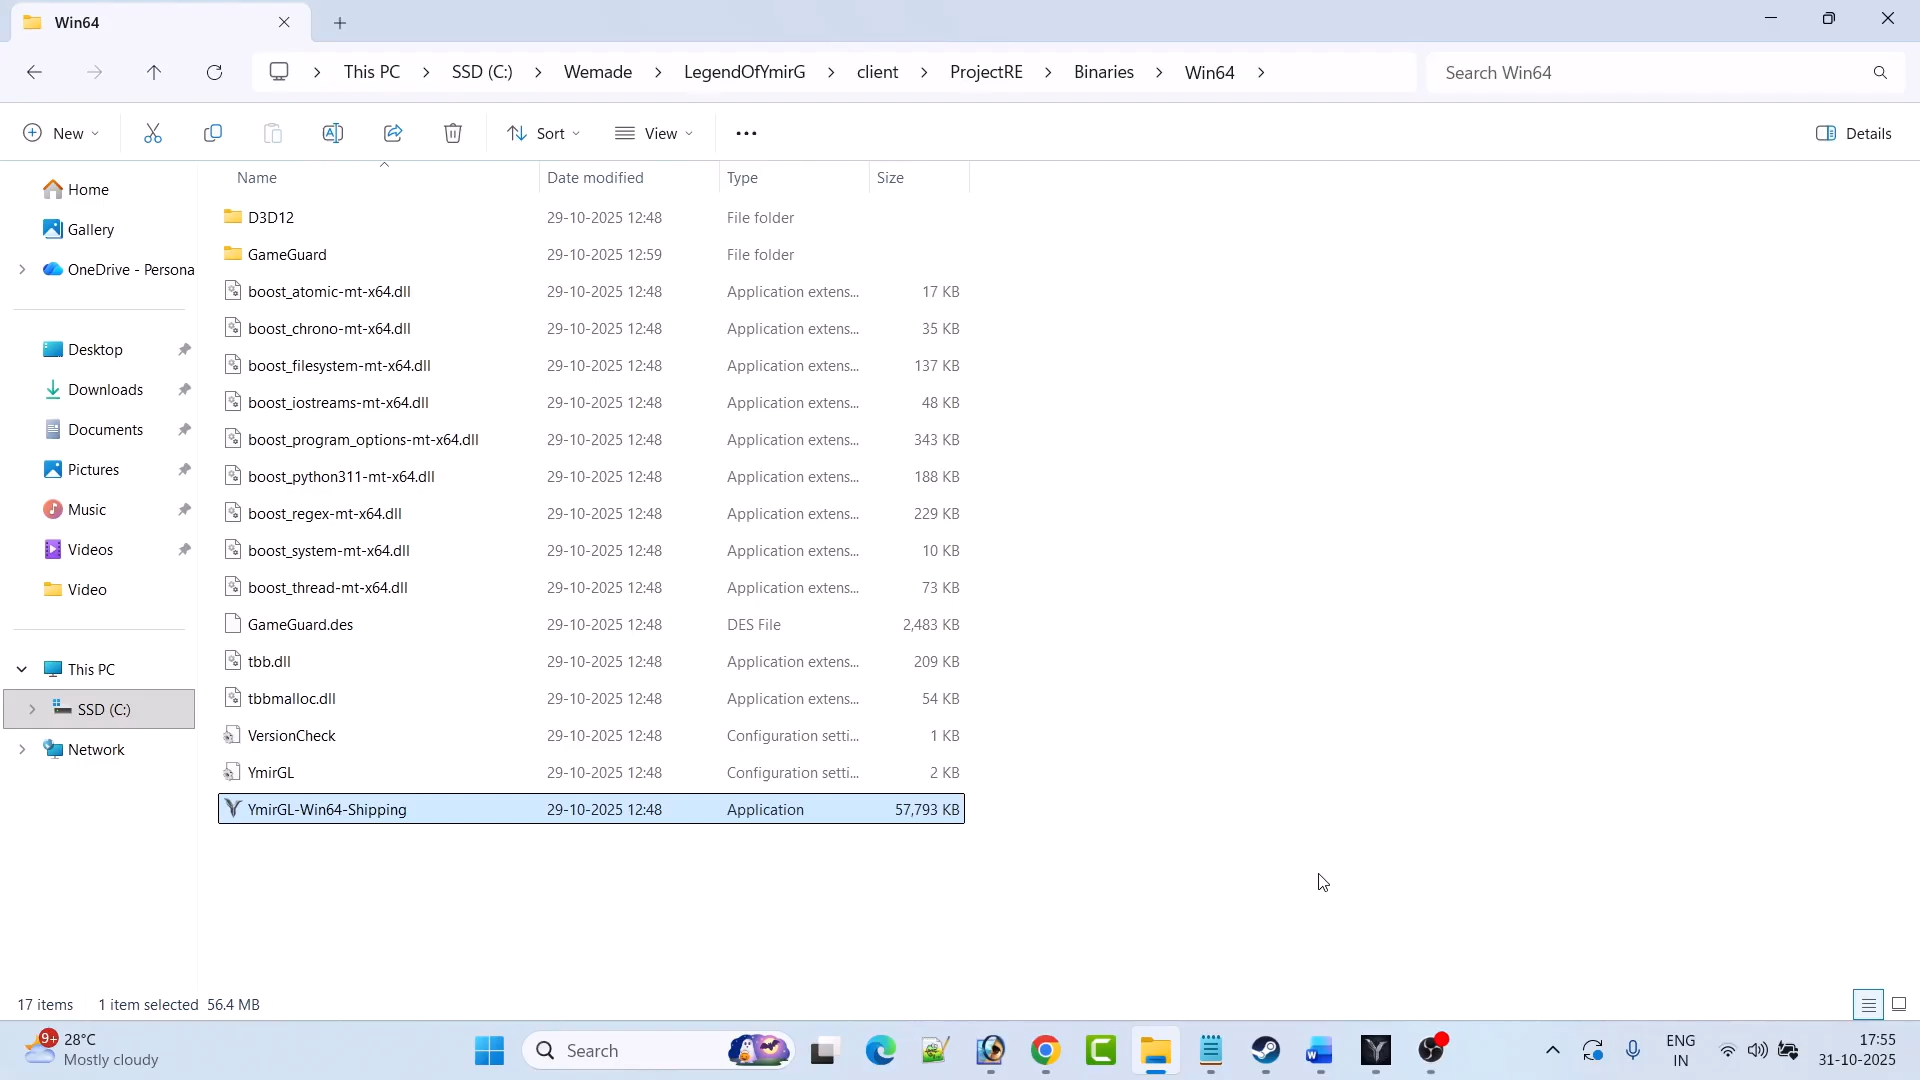 Win64
This PC SSD (C:) Wemade LegendOfYmirG client ProjectRE Binaries Win64
Search Win64
New
Sort
View
Details
Name Date modified Type Size
Home
Gallery
OneDrive - Persona
Desktop
Downloads
Documents
Pictures
Music
Videos
Video
This PC
SSD (C:)
Network
D3D12 29-10-2025 12:48 File folder
GameGuard 29-10-2025 12:59 File folder
boost_atomic-mt-x64.dll 29-10-2025 12:48 Application extens... 17 KB
boost_chrono-mt-x64.dll 29-10-2025 12:48 Application extens... 35 KB
boost_filesystem-mt-x64.dll 29-10-2025 12:48 Application extens... 137 KB
boost_iostreams-mt-x64.dll 29-10-2025 12:48 Application extens... 48 KB
boost_program_options-mt-x64.dll 29-10-2025 12:48 Application extens... 343 KB
boost_python311-mt-x64.dll 29-10-2025 12:48 Application extens... 188 KB
boost_regex-mt-x64.dll 29-10-2025 12:48 Application extens... 229 KB
boost_system-mt-x64.dll 29-10-2025 12:48 Application extens... 10 KB
boost_thread-mt-x64.dll 29-10-2025 12:48 Application extens... 73 KB
GameGuard.des 29-10-2025 12:48 DES File 2,483 KB
tbb.dll 29-10-2025 12:48 Application extens... 209 KB
tbbmalloc.dll 29-10-2025 12:48 Application extens... 54 KB
VersionCheck 29-10-2025 12:48 Configuration setti... 1 KB
YmirGL 29-10-2025 12:48 Configuration setti... 2 KB
YmirGL-Win64-Shipping 29-10-2025 12:48 Application 57,793 KB
17 items 1 item selected 56.4 MB
9+ 28°C
Mostly cloudy
Search
ENG
IN
17:55
31-10-2025